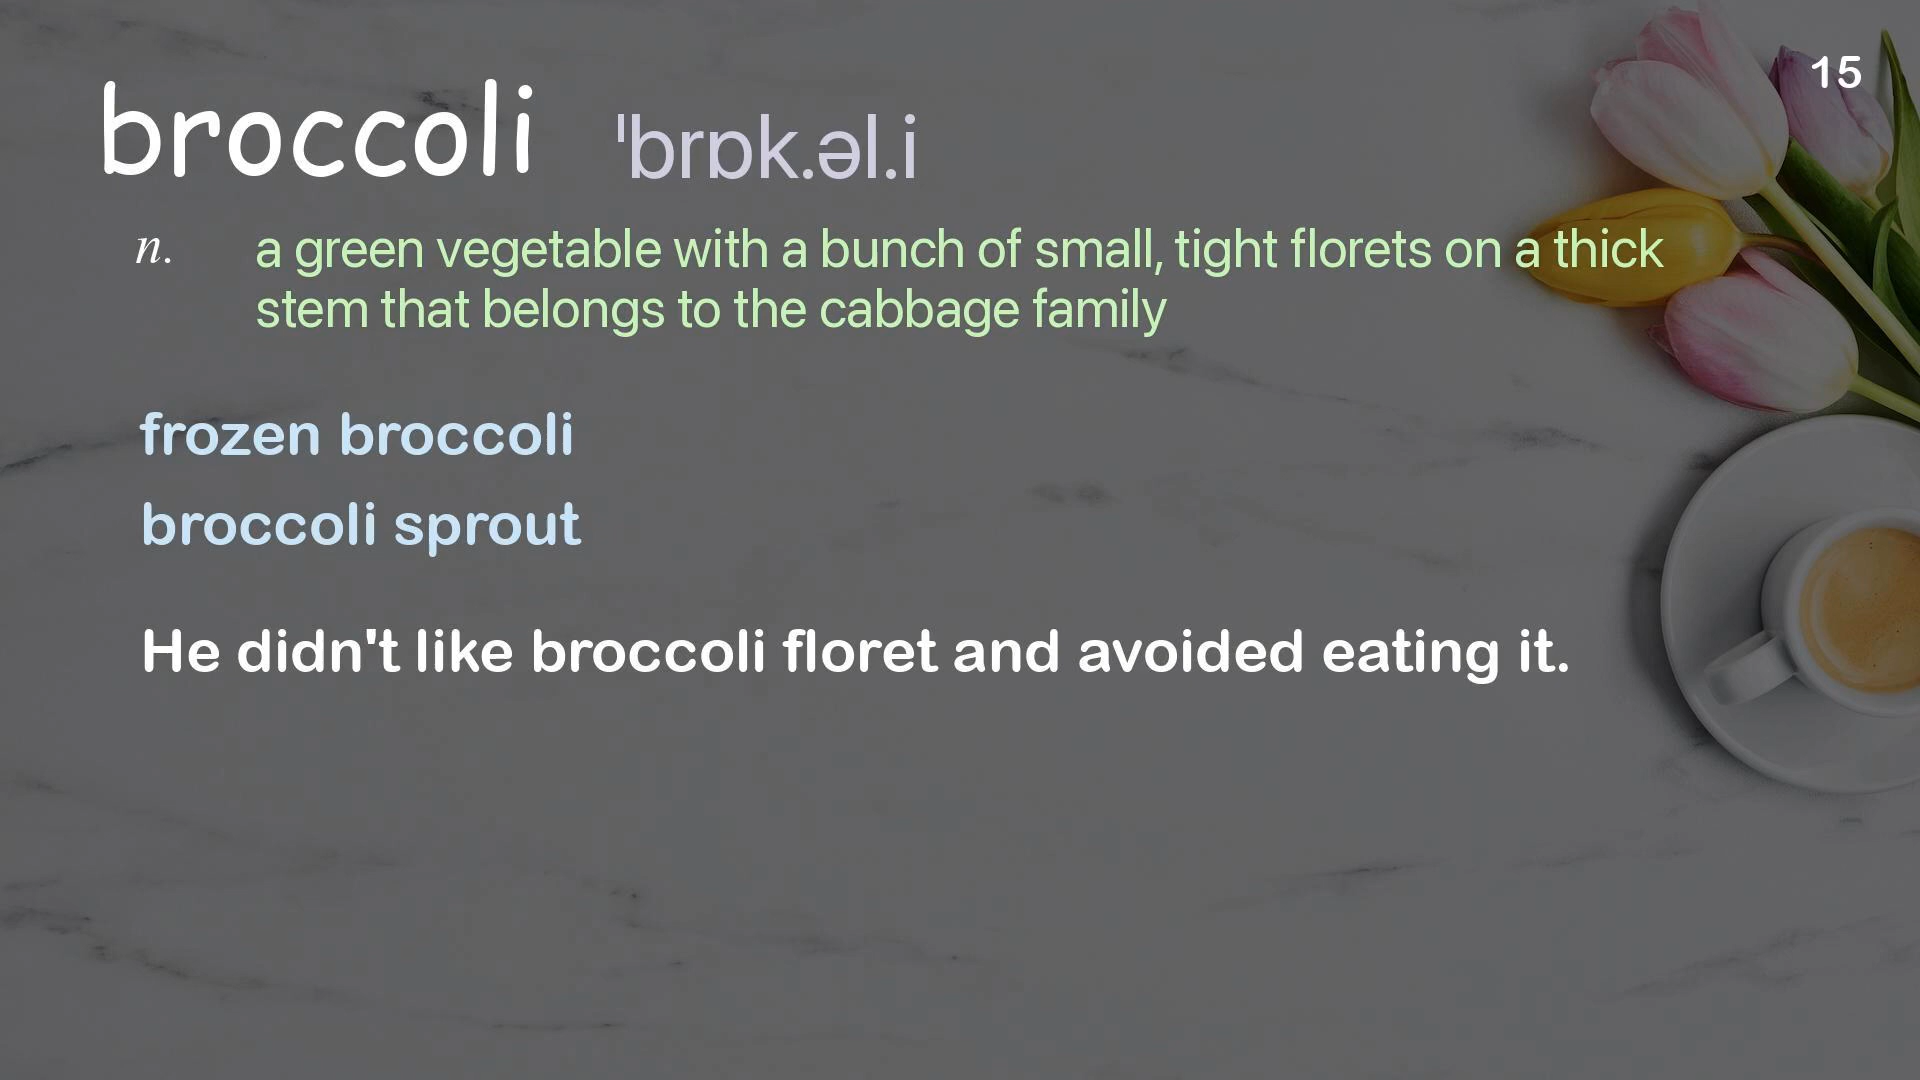 15
broccoli ˈbrɒk.əl.i
n. a green vegetable with a bunch of small, tight florets on a thick
stem that belongs to the cabbage family
frozen broccoli
broccoli sprout
He didn't like broccoli floret and avoided eating it.